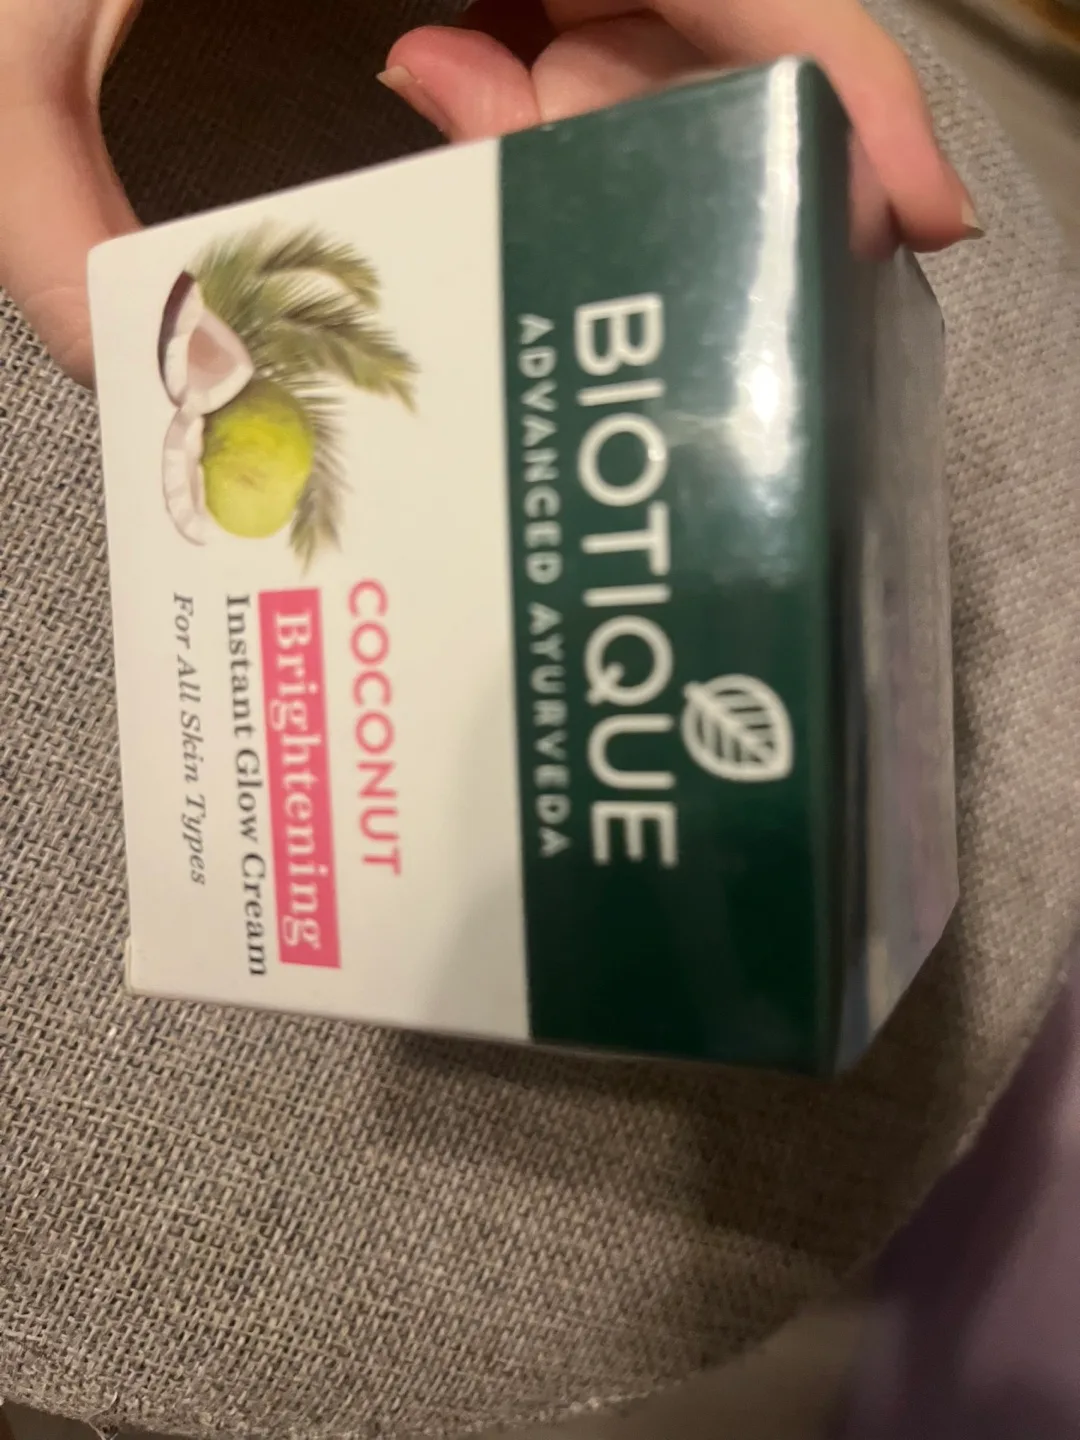 BIOTIQUE
ADVANCED AYURVEDA
COCONUT
Brightening
Instant Glow Cream
For All Skin Types